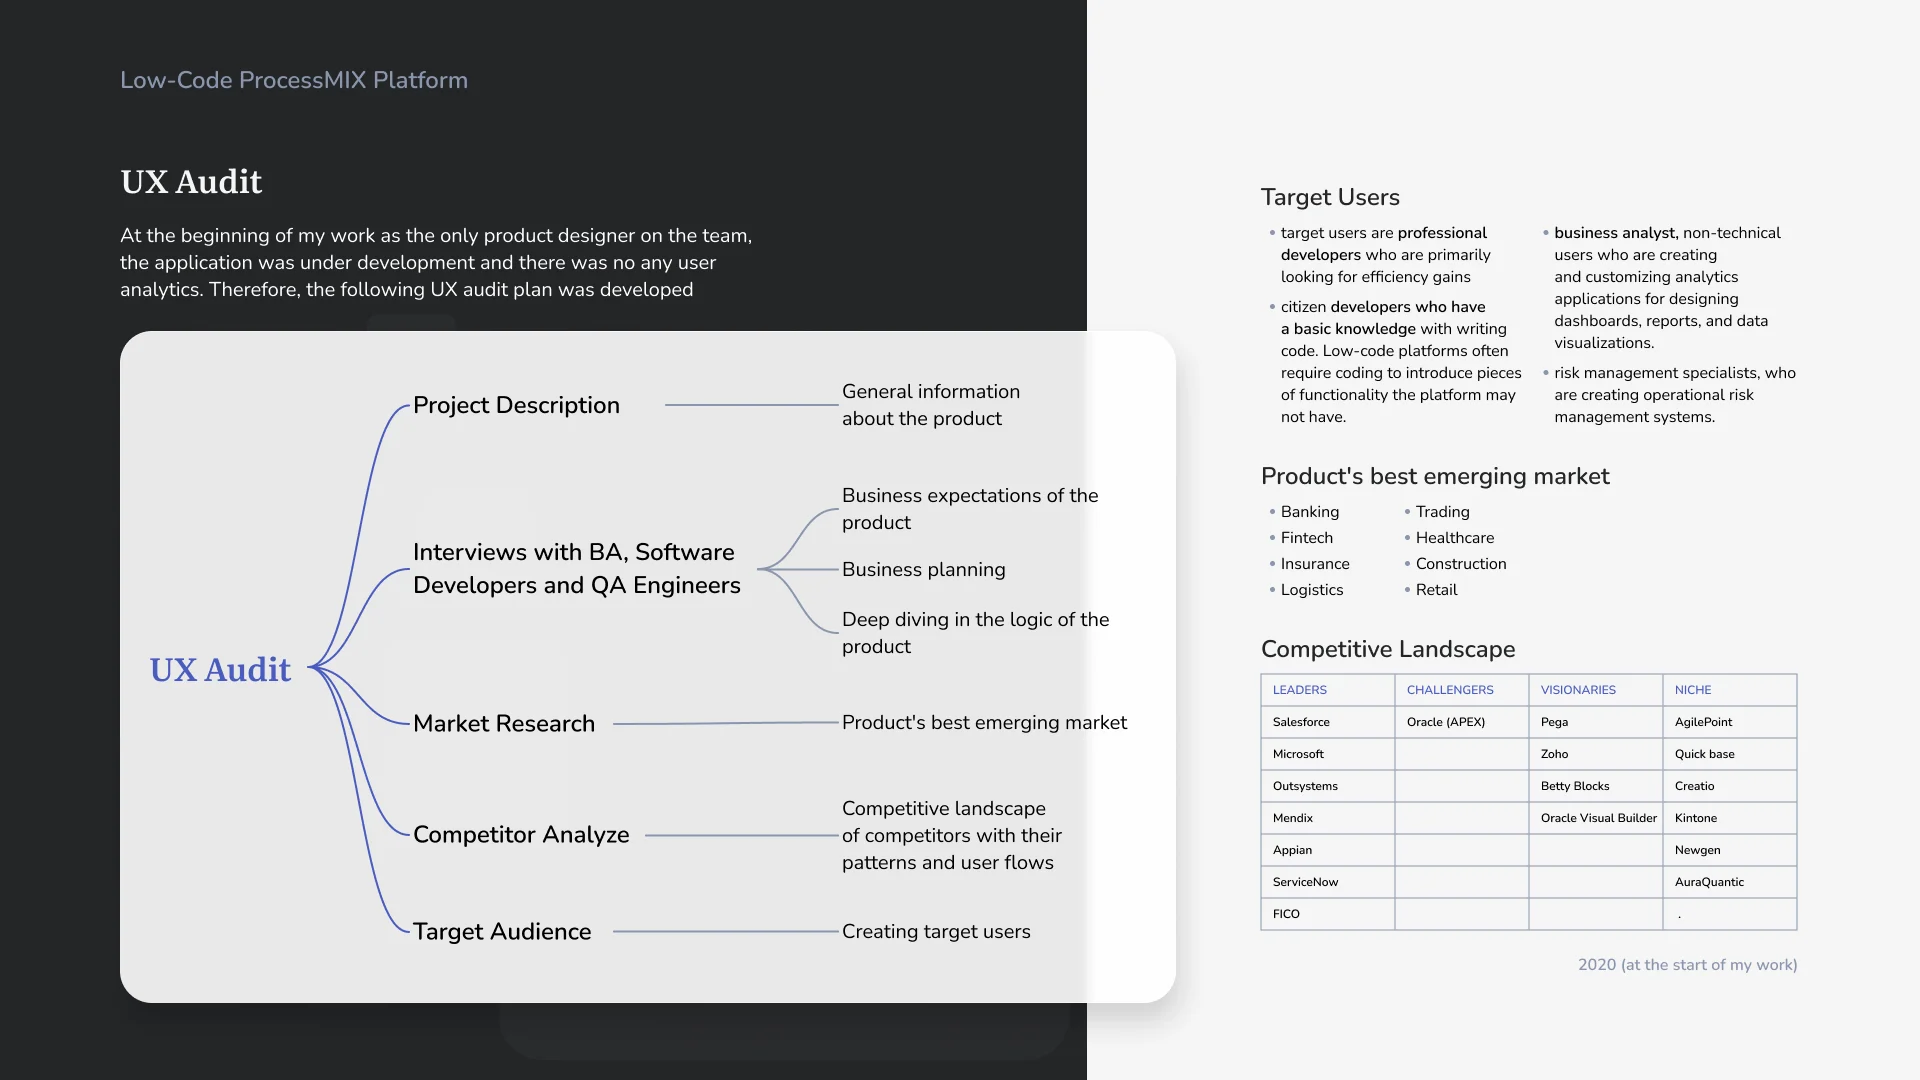 Low-Code ProcessMIX Platform
UX Audit
At the beginning of my work as the only product designer on the team,
the application was under development and there was no any user
analytics. Therefore, the following UX audit plan was developed
UX Audit
Project Description
General information
about the product
Interviews with BA, Software
Developers and QA Engineers
Business expectations of the
product
Business planning
Deep diving in the logic of the
product
Market Research
Product's best emerging market
Competitor Analyze
Competitive landscape
of competitors with their
patterns and user flows
Target Audience
Creating target users
Target Users
• target users are professional
developers who are primarily
looking for efficiency gains
• citizen developers who have
a basic knowledge with writing
code. Low-code platforms often
require coding to introduce pieces
of functionality the platform may
not have.
• business analyst, non-technical
users who are creating
and customizing analytics
applications for designing
dashboards, reports, and data
visualizations.
• risk management specialists, who
are creating operational risk
management systems.
Product's best emerging market
• Banking
• Fintech
• Insurance
• Logistics
• Trading
• Healthcare
• Construction
• Retail
Competitive Landscape
LEADERS CHALLENGERS VISIONARIES NICHE
Salesforce Oracle (APEX) Pega AgilePoint
Microsoft Zoho Quick base
Outsystems Betty Blocks Creatio
Mendix Oracle Visual Builder Kintone
Appian Newgen
ServiceNow AuraQuantic
FICO .
2020 (at the start of my work)